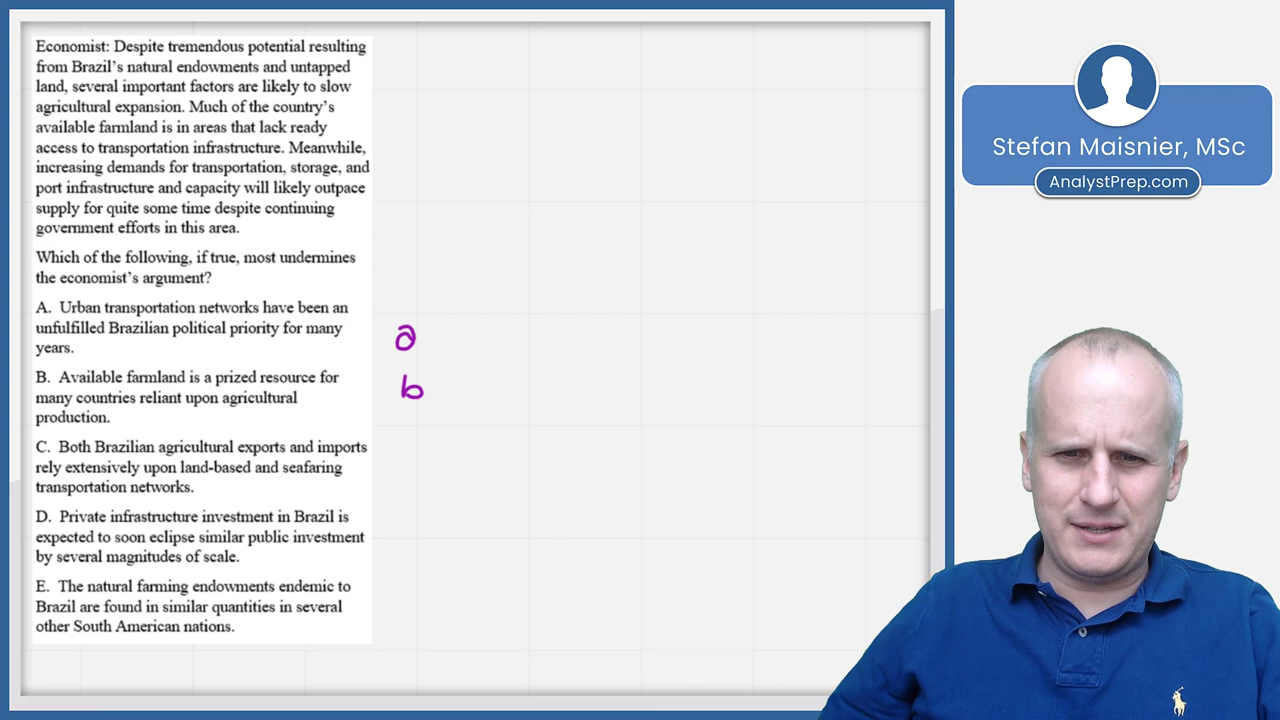 Economist: Despite tremendous potential resulting
from Brazil's natural endowments and untapped
land, several important factors are likely to slow
agricultural expansion. Much of the country's
available farmland is in areas that lack ready
access to transportation infrastructure. Meanwhile,
increasing demands for transportation, storage, and
port infrastructure and capacity will likely outpace
supply for quite some time despite continuing
government efforts in this area.
Which of the following, if true, most undermines
the economist's argument?
A. Urban transportation networks have been an
unfulfilled Brazilian political priority for many
years.
B. Available farmland is a prized resource for
many countries reliant upon agricultural
production.
C. Both Brazilian agricultural exports and imports
rely extensively upon land-based and seafaring
transportation networks.
D. Private infrastructure investment in Brazil is
expected to soon eclipse similar public investment
by several magnitudes of scale.
E. The natural farming endowments endemic to
Brazil are found in similar quantities in several
other South American nations.
a
b
Stefan Maisnier, MSc
AnalystPrep.com